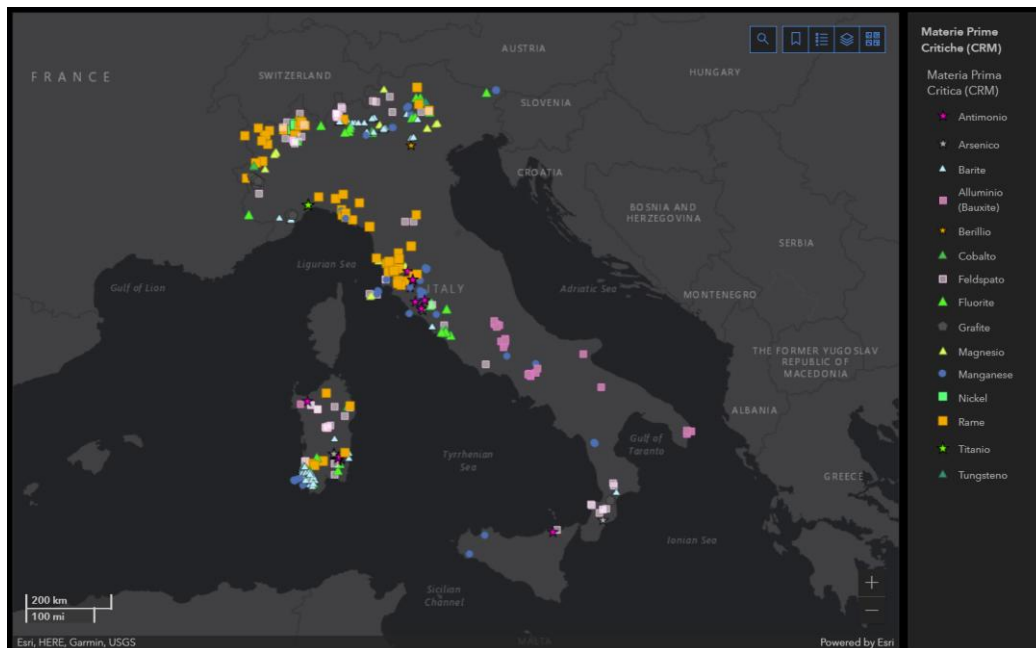 FRANCE
SWITZERLAND
AUSTRIA
HUNGARY
SLOVENIA
CROATIA
BOSNIA AND
HERZEGOVINA
SERBIA
Ligurian Sea
Gulf of Lion
ITALY
Adriatic Sea
MONTENEGRO
THE FORMER YUGOSLAV
REPUBLIC OF
MACEDONIA
ALBANIA
Gulf of
Taranto
Tyrrhenian
Sea
GREECE
Ionian Sea
Sicilian
Channel
MALTA
+
−
200 km
100 mi
Esri, HERE, Garmin, USGS
Powered by Esri
Materie Prime
Critiche (CRM)
Materia Prima
Critica (CRM)
Antimonio
Arsenico
Barite
Alluminio
(Bauxite)
Berillio
Cobalto
Feldspato
Fluorite
Grafite
Magnesio
Manganese
Nickel
Rame
Titanio
Tungsteno